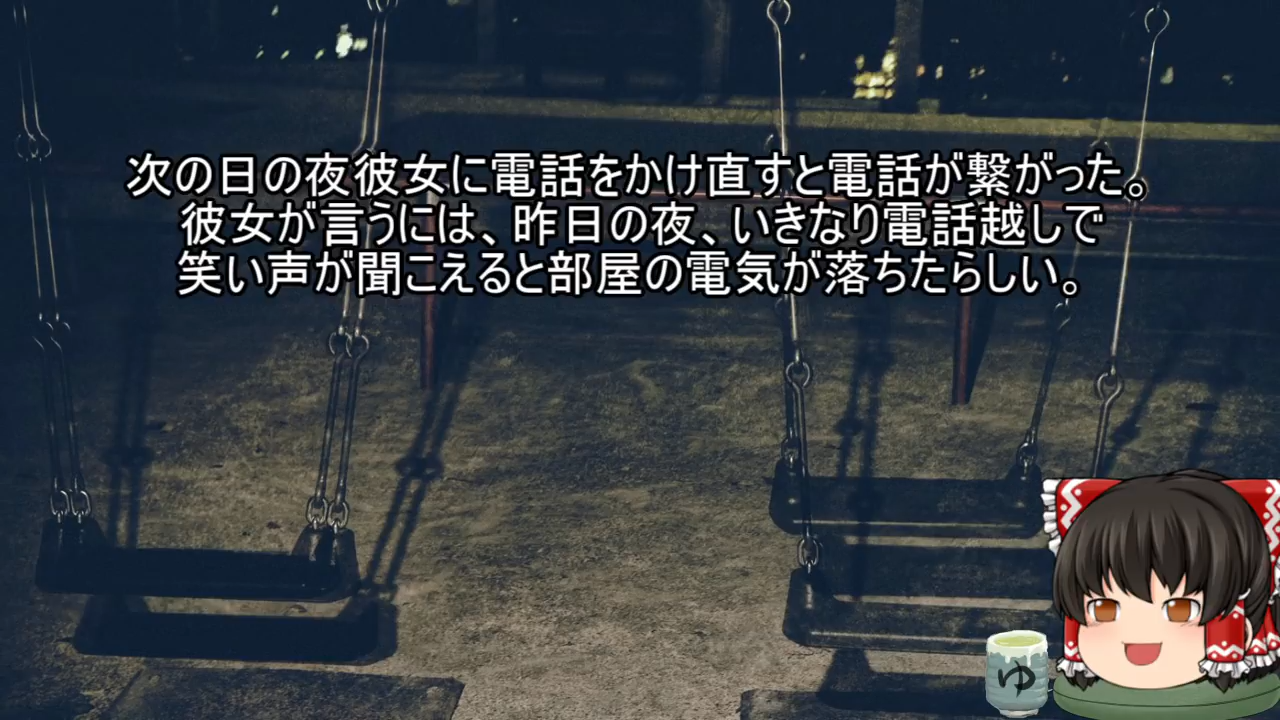 次の日の夜彼女に電話をかけ直すと電話が繋がった。
彼女が言うには、昨日の夜、いきなり電話越しで
笑い声が聞こえると部屋の電気が落ちたらしい。
ゆ